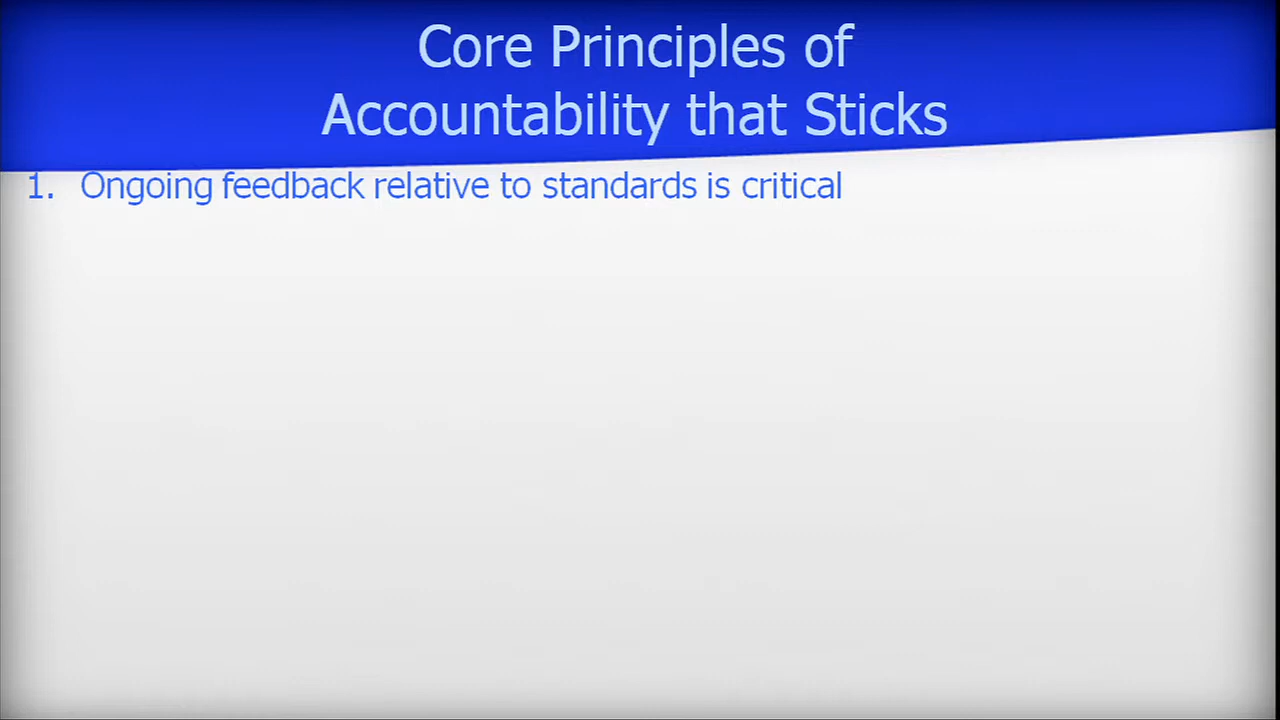 Core Principles of
Accountability that Sticks
1. Ongoing feedback relative to standards is critical